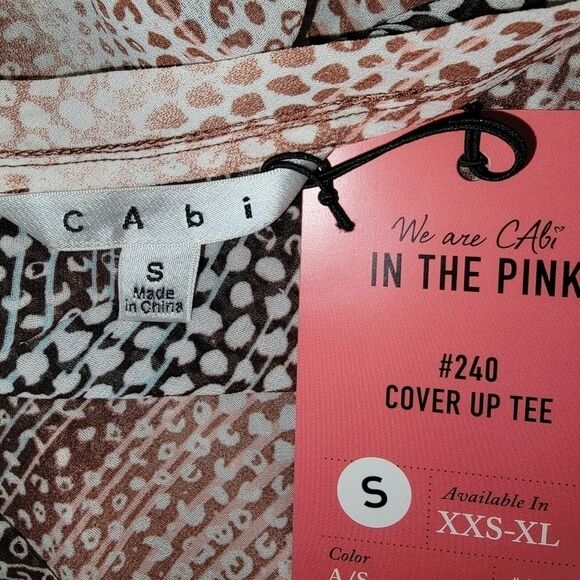 CAbi
S
Made
in China
We are CAbi
IN THE PINK
#240
COVER UP TEE
S
Available In
XXS-XL
Color
A/S